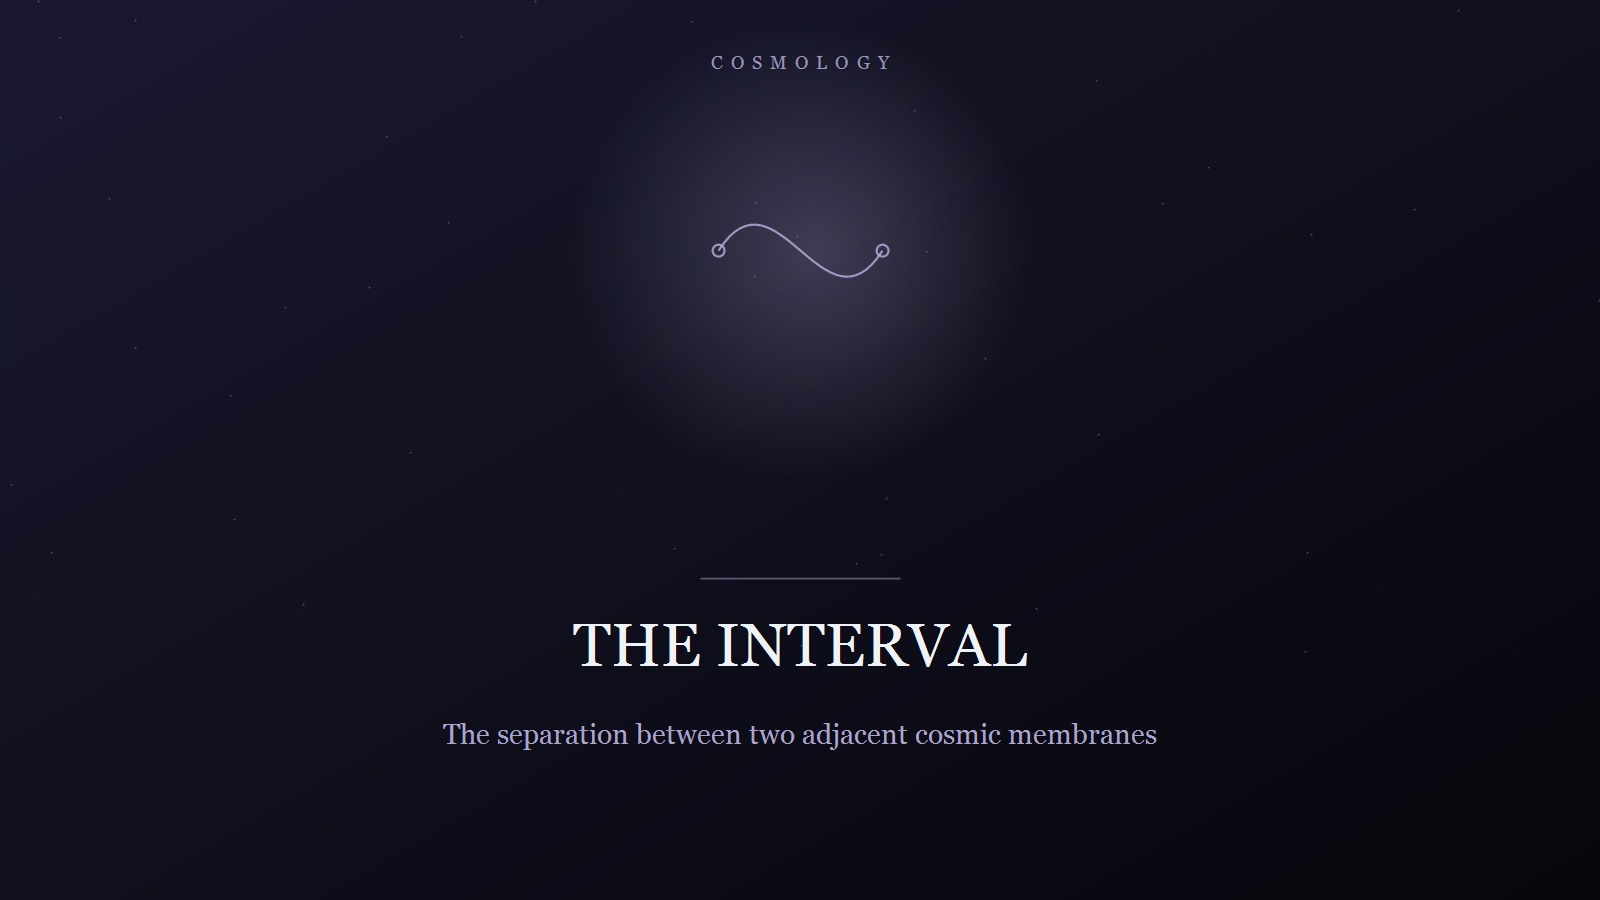 COSMOLOGY
THE INTERVAL
The separation between two adjacent cosmic membranes